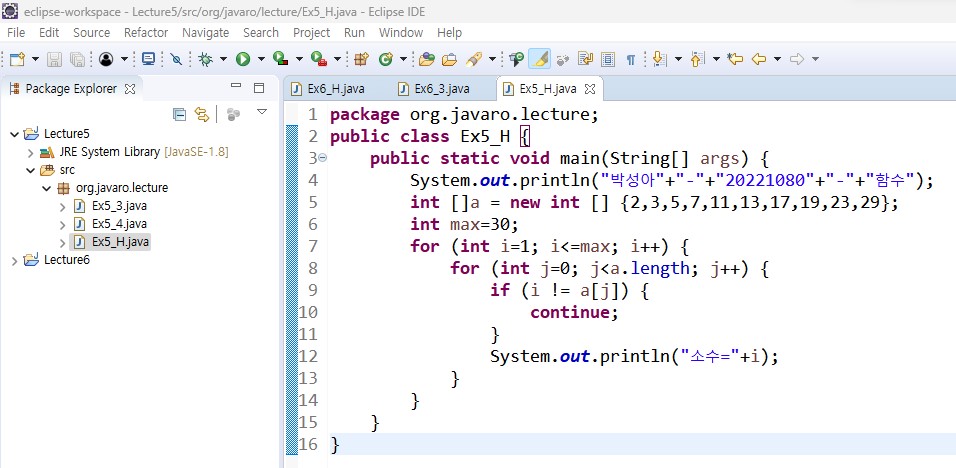 eclipse-workspace - Lecture5/src/org/javaro/lecture/Ex5_H.java - Eclipse IDE
File Edit Source Refactor Navigate Search Project Run Window Help
Package Explorer
Lecture5
JRE System Library [JavaSE-1.8]
src
org.javaro.lecture
Ex5_3.java
Ex5_4.java
Ex5_H.java
Lecture6
Ex6_H.java Ex6_3.java Ex5_H.java
1 package org.javaro.lecture;
2 public class Ex5_H {
3 public static void main(String[] args) {
4 System.out.println("박성아"+"-"+"20221080"+"-"+"함수");
5 int []a = new int [] {2,3,5,7,11,13,17,19,23,29};
6 int max=30;
7 for (int i=1; i<=max; i++) {
8 for (int j=0; j<a.length; j++) {
9 if (i != a[j]) {
10 continue;
11 }
12 System.out.println("소수="+i);
13 }
14 }
15 }
16 }